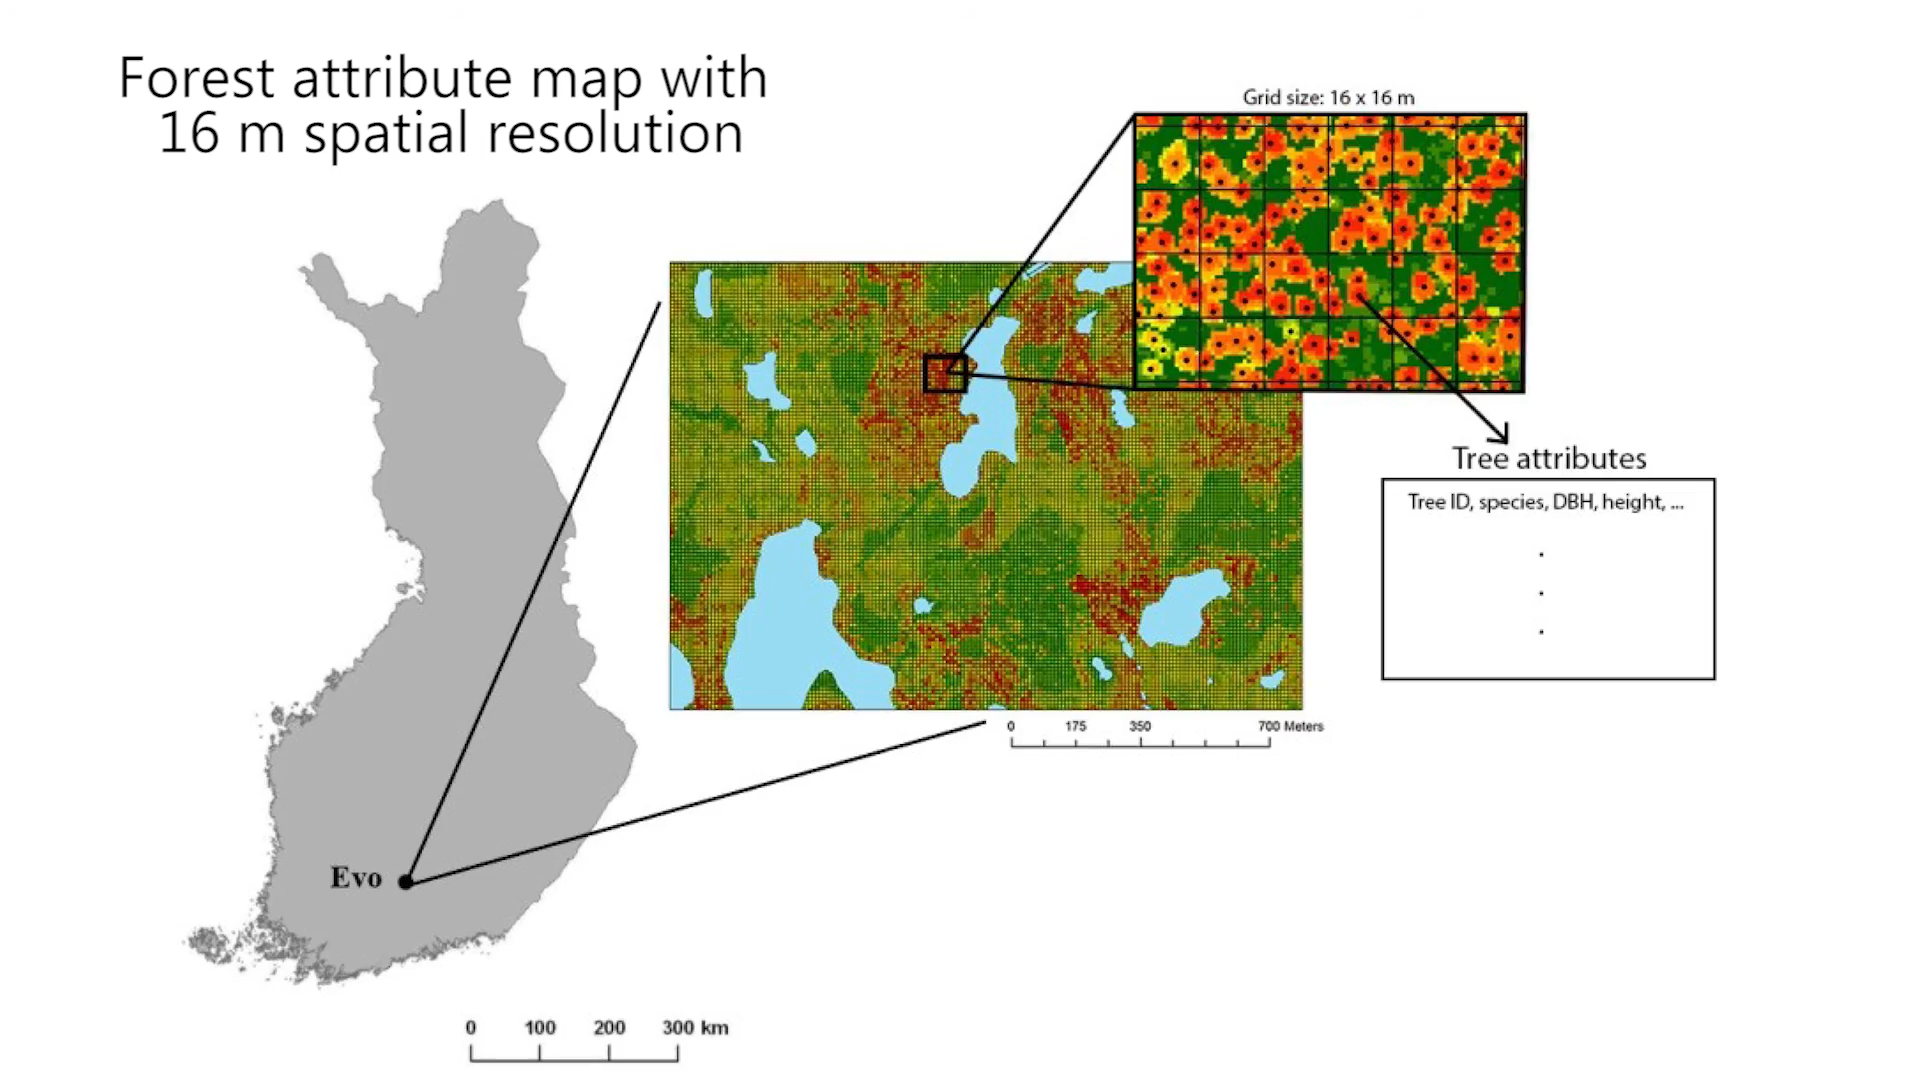 Forest attribute map with
16 m spatial resolution
Grid size: 16 x 16 m
Tree attributes
Tree ID, species, DBH, height, ...
.
.
.
0 175 350 700 Meters
Evo
0 100 200 300 km